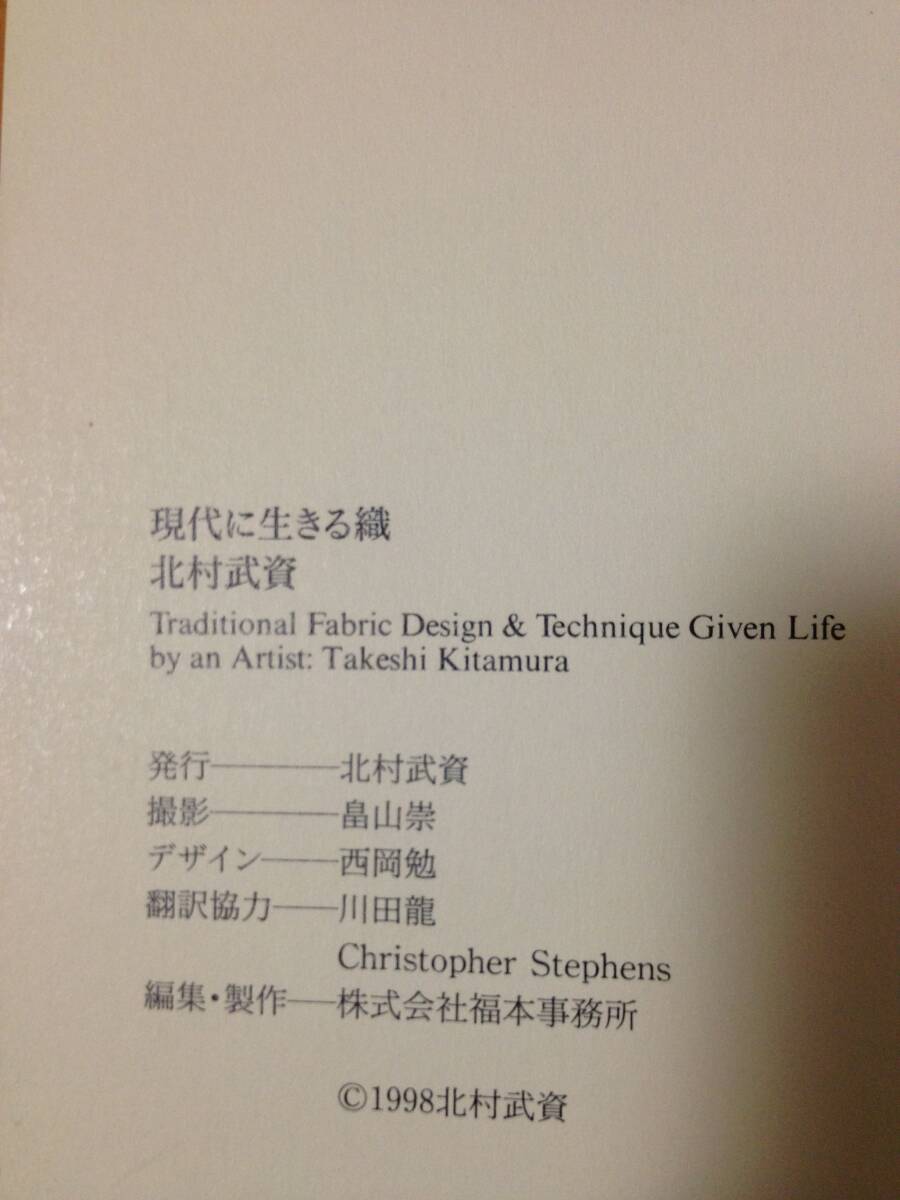 現代に生きる織
北村武資
Traditional Fabric Design & Technique Given Life
by an Artist: Takeshi Kitamura
発行――――北村武資
撮影――――畠山崇
デザイン―――西岡勉
翻訳協力――川田龍
Christopher Stephens
編集・製作―株式会社福本事務所
©1998北村武資